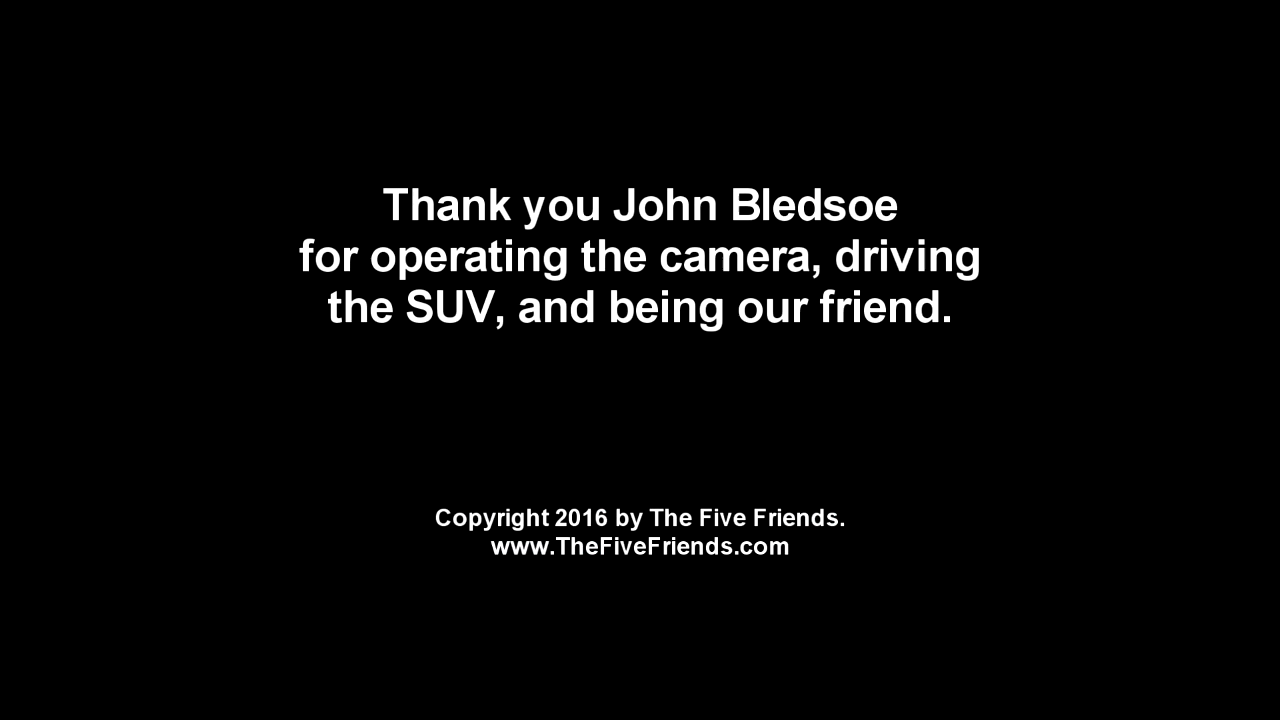 Thank you John Bledsoe
for operating the camera, driving
the SUV, and being our friend.
Copyright 2016 by The Five Friends.
www.TheFiveFriends.com